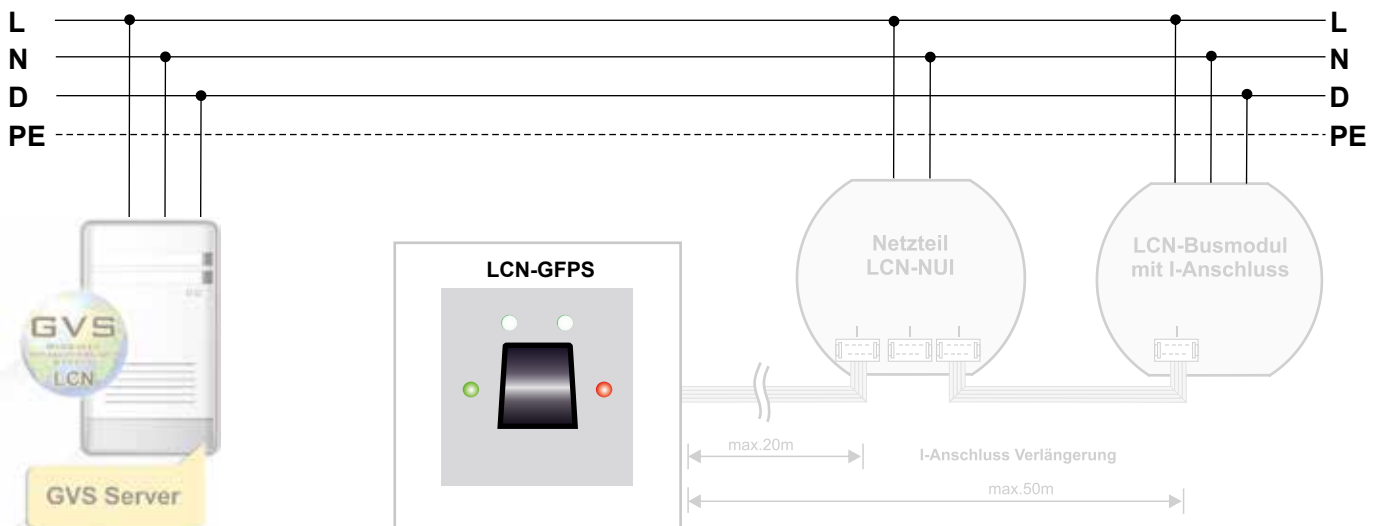 L
L
N
N
D
D
PE
PE
Netzteil
LCN-NUI
LCN-Busmodul
mit I-Anschluss
LCN-GFPS
I
I
I
I
GVS
LCN
max.20m
I-Anschluss Verlängerung
max.50m
GVS Server